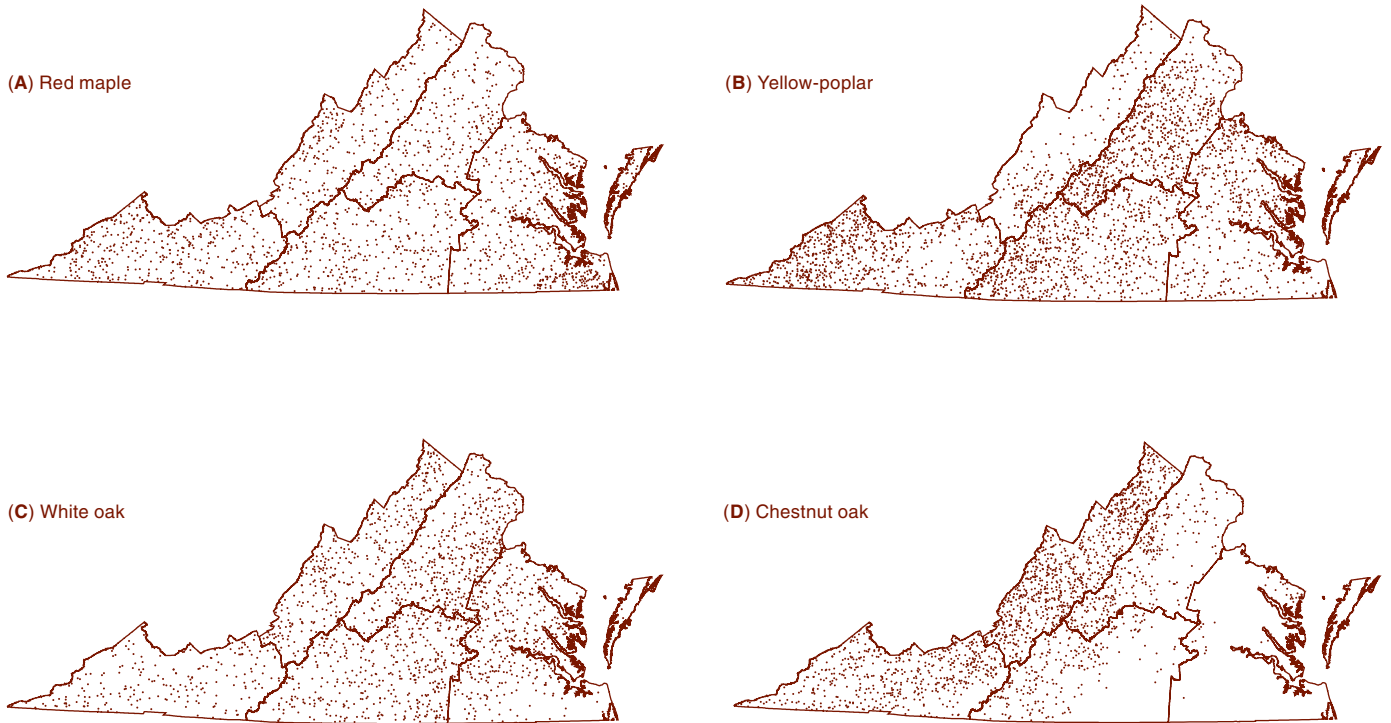 (A) Red maple
(B) Yellow-poplar
(C) White oak
(D) Chestnut oak